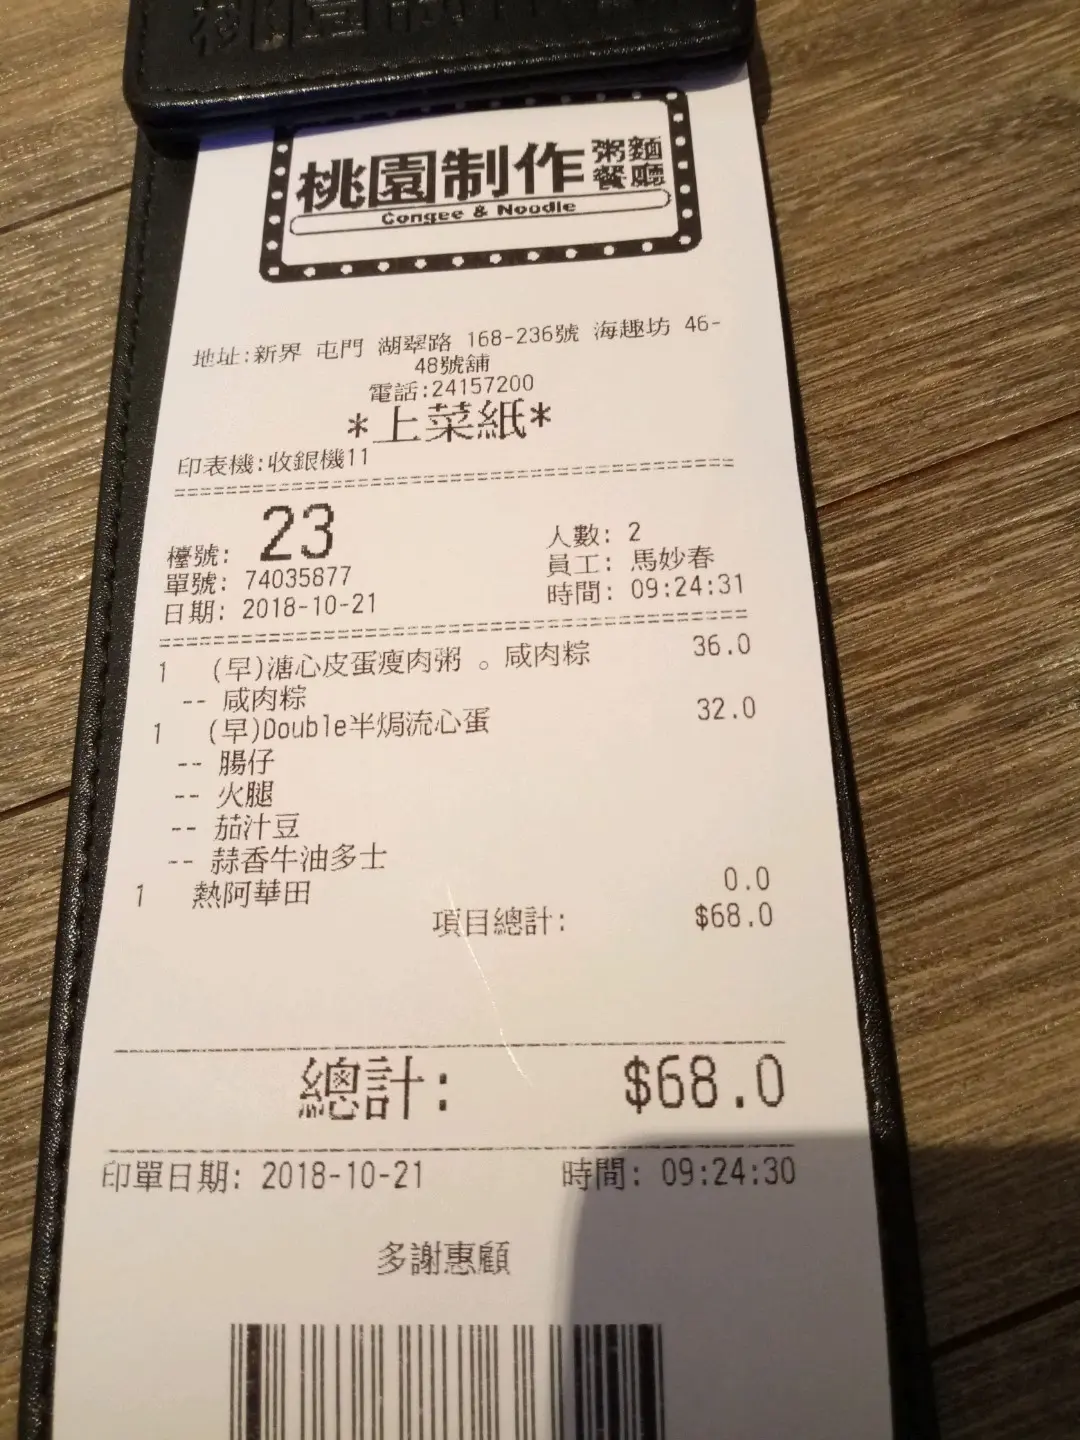 桃園制作 粥麵餐廳
Congee & Noodle
地址:新界 屯門 湖翠路 168-236號 海趣坊 46-
48號舖
電話:24157200
*上菜紙*
印表機:收銀機11
檯號: 23 人數: 2
單號: 74035877 員工: 馬妙春
日期: 2018-10-21 時間: 09:24:31
1 (早)溏心皮蛋瘦肉粥 。咸肉粽 36.0
-- 咸肉粽
1 (早)Double半焗流心蛋 32.0
-- 腸仔
-- 火腿
-- 茄汁豆
-- 蒜香牛油多士
1 熱阿華田 0.0
項目總計: $68.0
總計: $68.0
印單日期: 2018-10-21 時間: 09:24:30
多謝惠顧